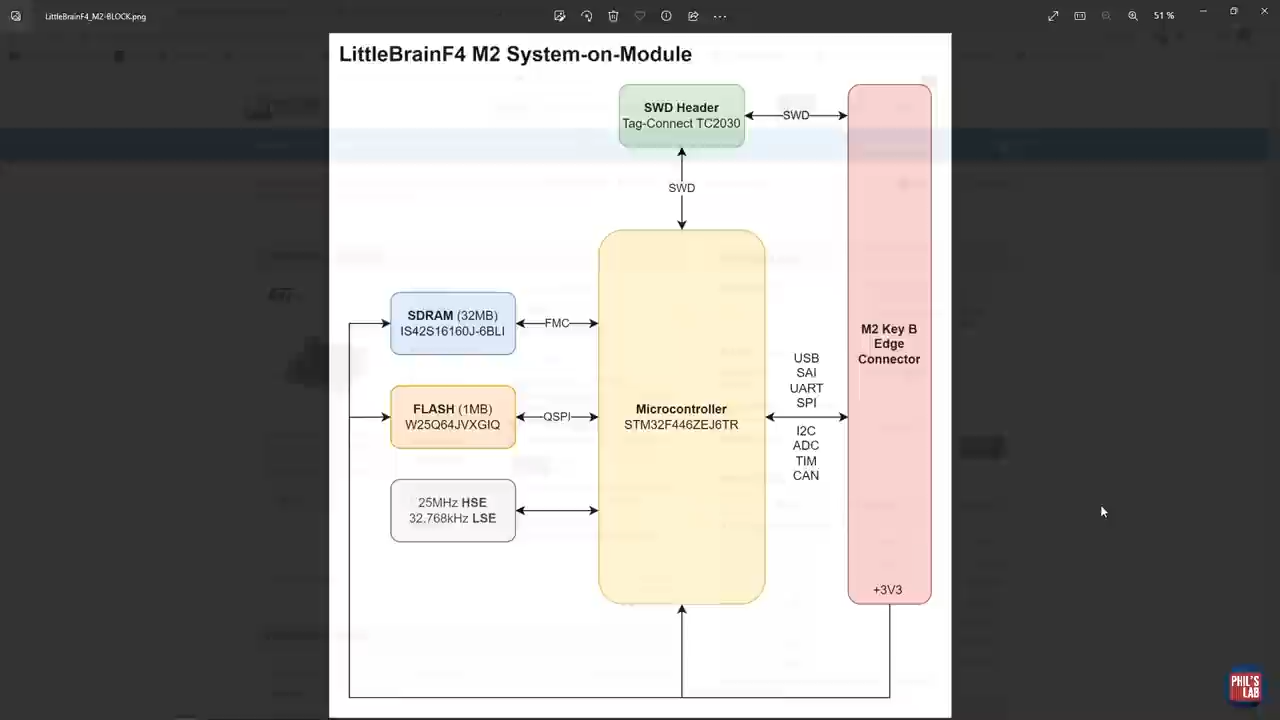 LittleBrainF4_M2-BLOCK.png
51 %
LittleBrainF4 M2 System-on-Module
SWD Header
Tag-Connect TC2030
SWD
SWD
SDRAM (32MB)
IS42S16160J-6BLI
FMC
FLASH (1MB)
W25Q64JVXGIQ
QSPI
25MHz HSE
32.768kHz LSE
Microcontroller
STM32F446ZEJ6TR
USB
SAI
UART
SPI
I2C
ADC
TIM
CAN
M2 Key B
Edge
Connector
+3V3
PHIL'S
LAB